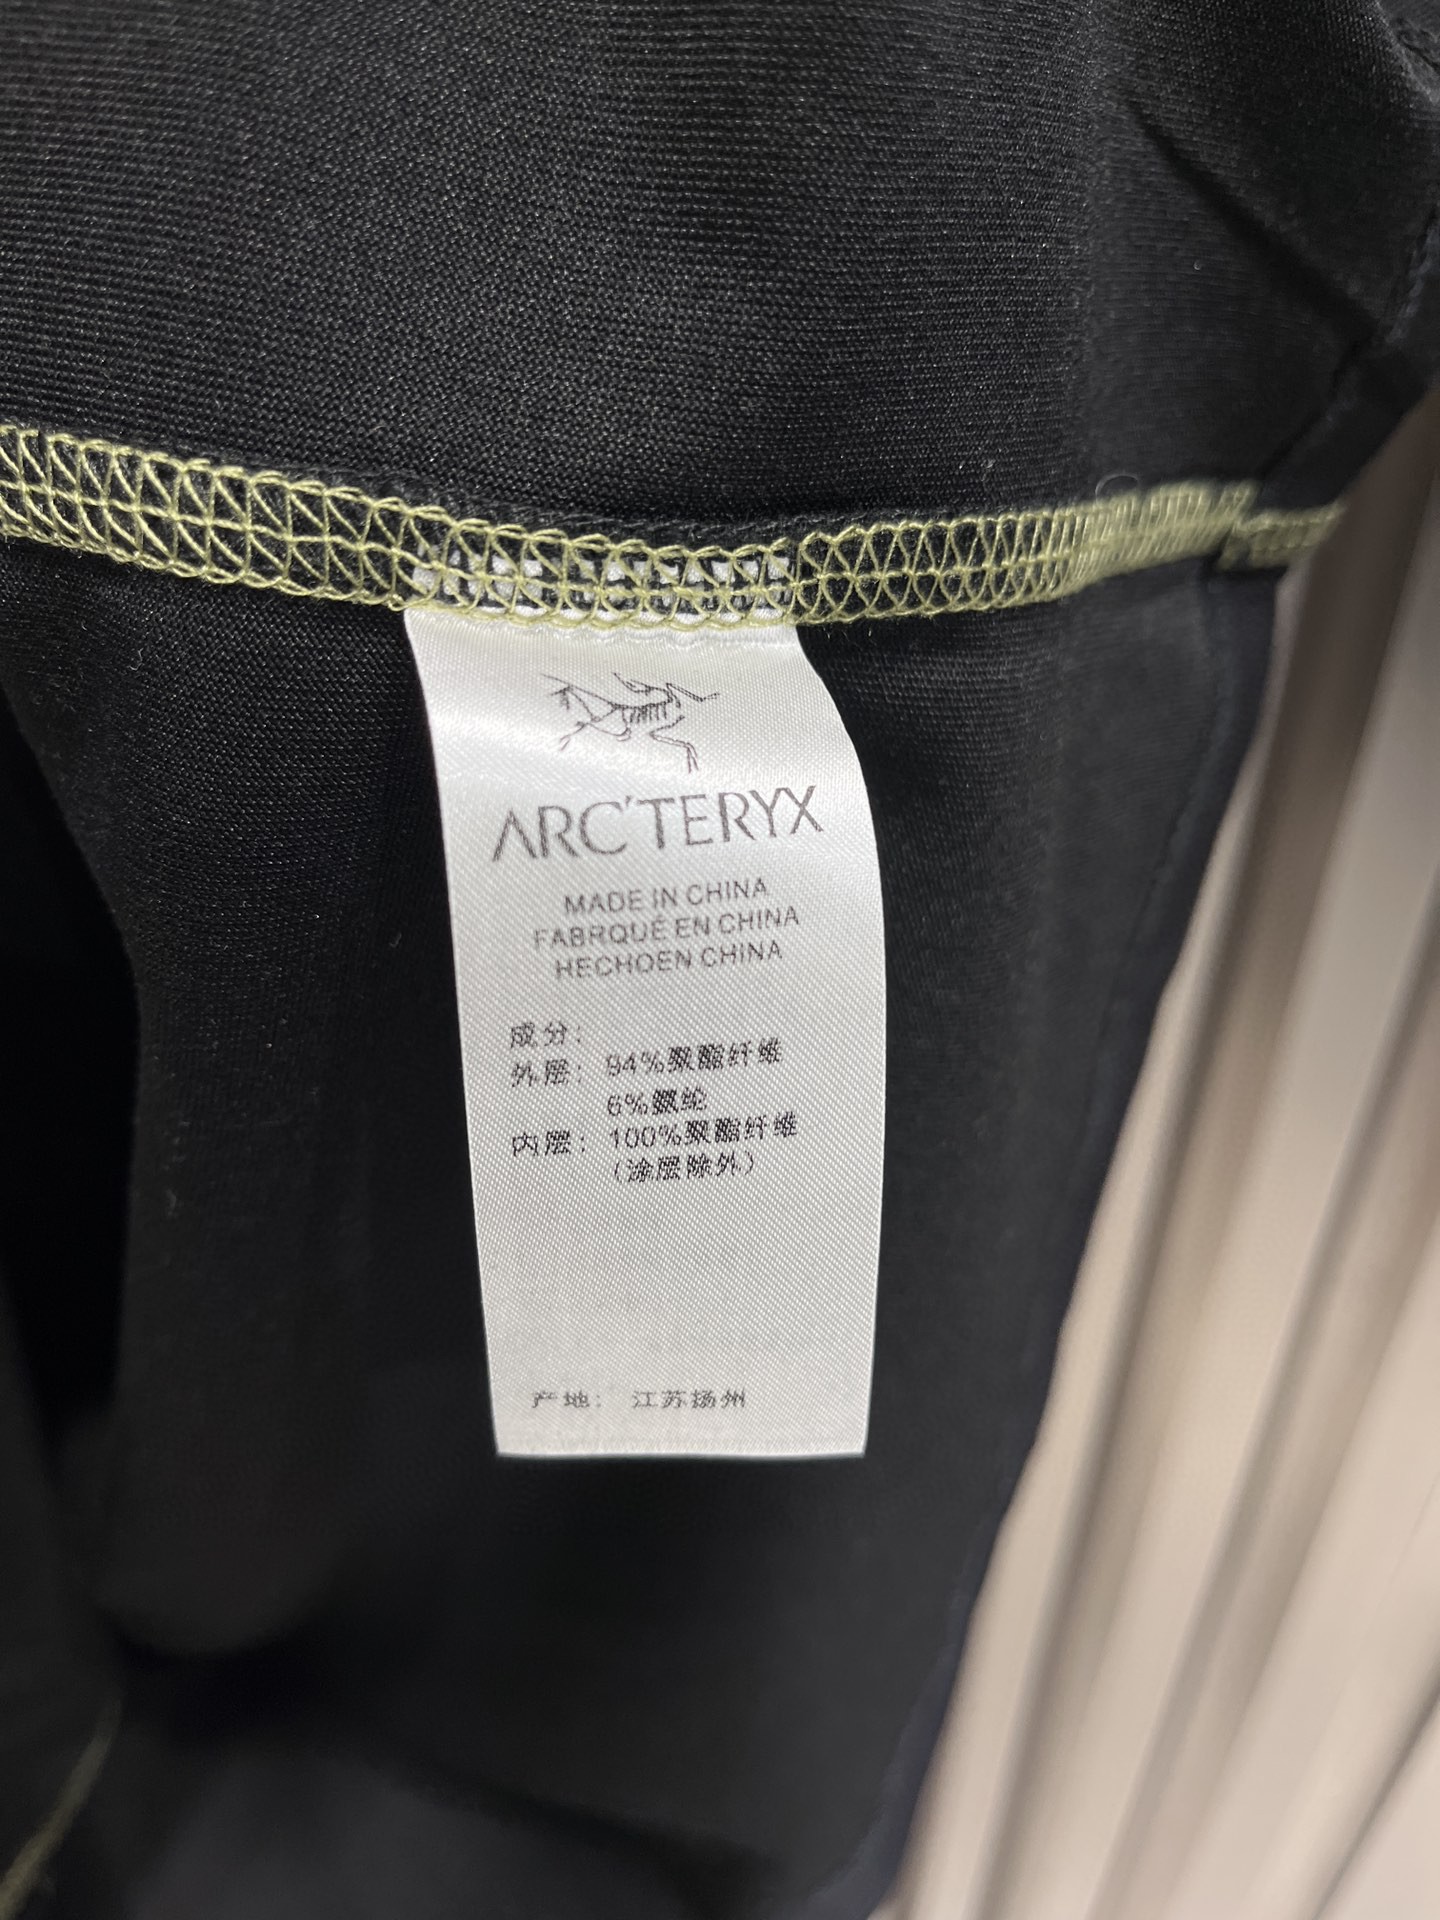 ARC'TERYX
MADE IN CHINA
FABRQUÉ EN CHINA
HECHOEN CHINA
成分：
外层：94%聚酯纤维
6%氨纶
内层：100%聚酯纤维
（涂层除外）
产地： 江苏扬州